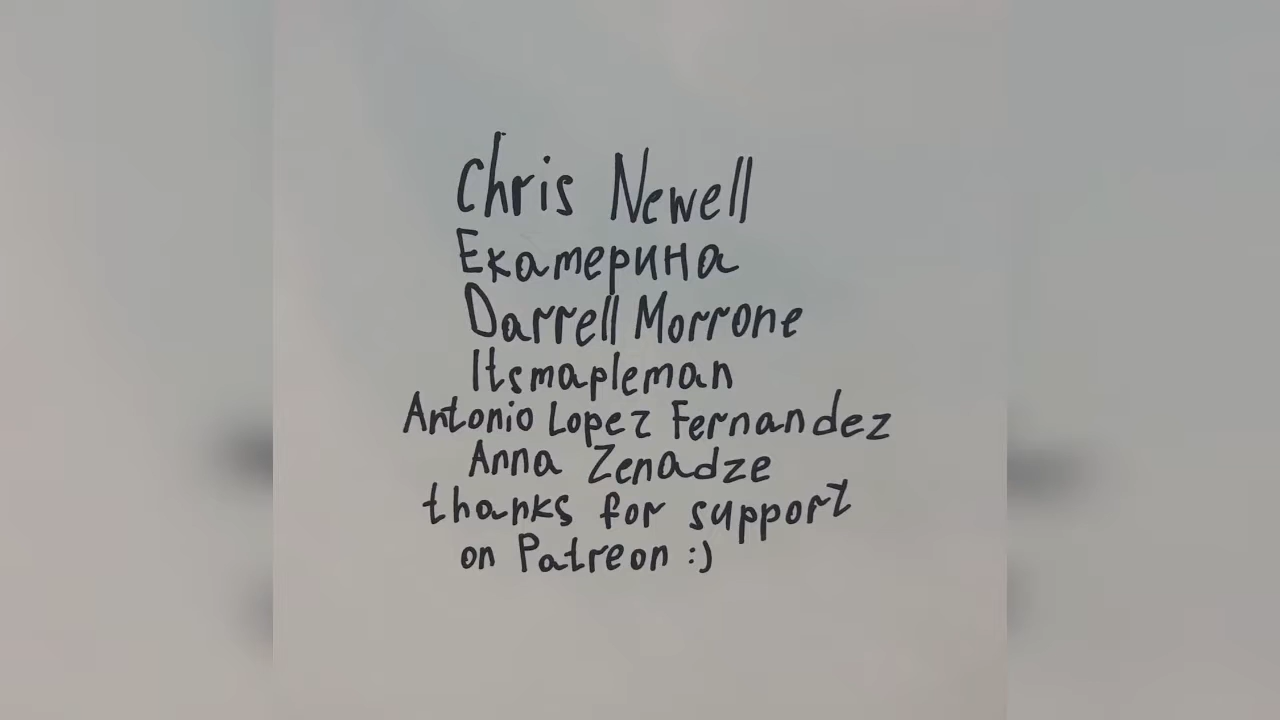 Chris Newell
Екатерина
Darrell Morrone
Itsmapleman
Antonio Lopez Fernandez
Anna Zenadze
thanks for support
on Patreon :)